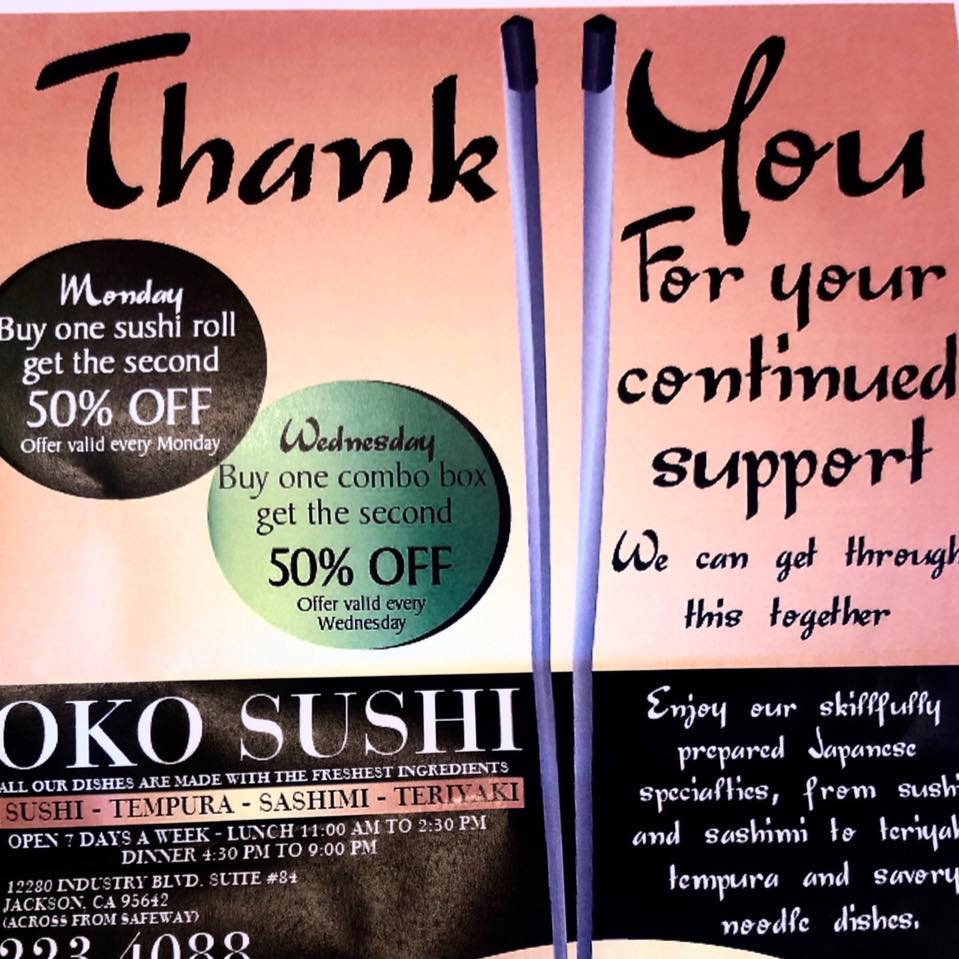 Thank You
For your
continued
support
We can get through
this together
Monday
Buy one sushi roll
get the second
50% OFF
Offer valid every Monday
Wednesday
Buy one combo box
get the second
50% OFF
Offer valid every
Wednesday
OKO SUSHI
ALL OUR DISHES ARE MADE WITH THE FRESHEST INGREDIENTS
SUSHI - TEMPURA - SASHIMI - TERIYAKI
OPEN 7 DAYS A WEEK - LUNCH 11:00 AM TO 2:30 PM
DINNER 4:30 PM TO 9:00 PM
12280 INDUSTRY BLVD. SUITE #84
JACKSON, CA 95642
(ACROSS FROM SAFEWAY)
223 4088
Enjoy our skillfully
prepared Japanese
specialties, from sushi
and sashimi to teriyak
tempura and savory
noodle dishes.